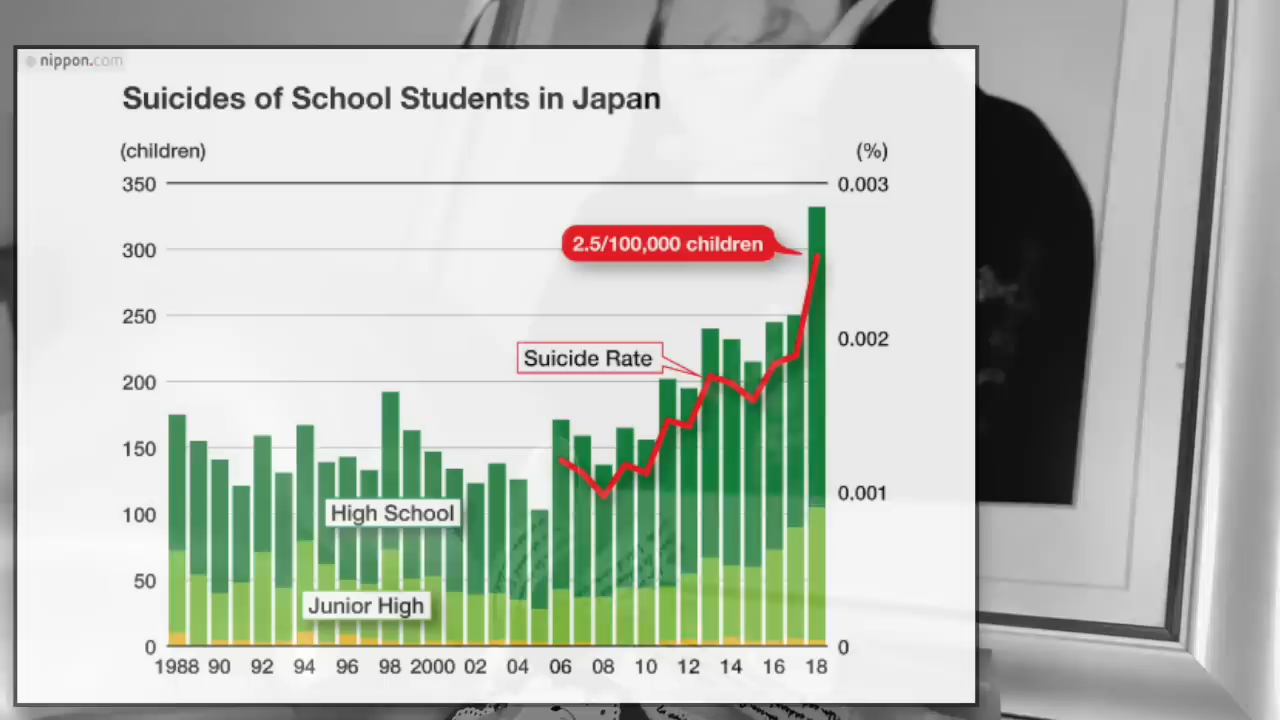 nippon.com
Suicides of School Students in Japan
(children)
(%)
350
0.003
300
2.5/100,000 children
250
0.002
Suicide Rate
200
150
0.001
100
High School
50
Junior High
0
0
1988 90 92 94 96 98 2000 02 04 06 08 10 12 14 16 18